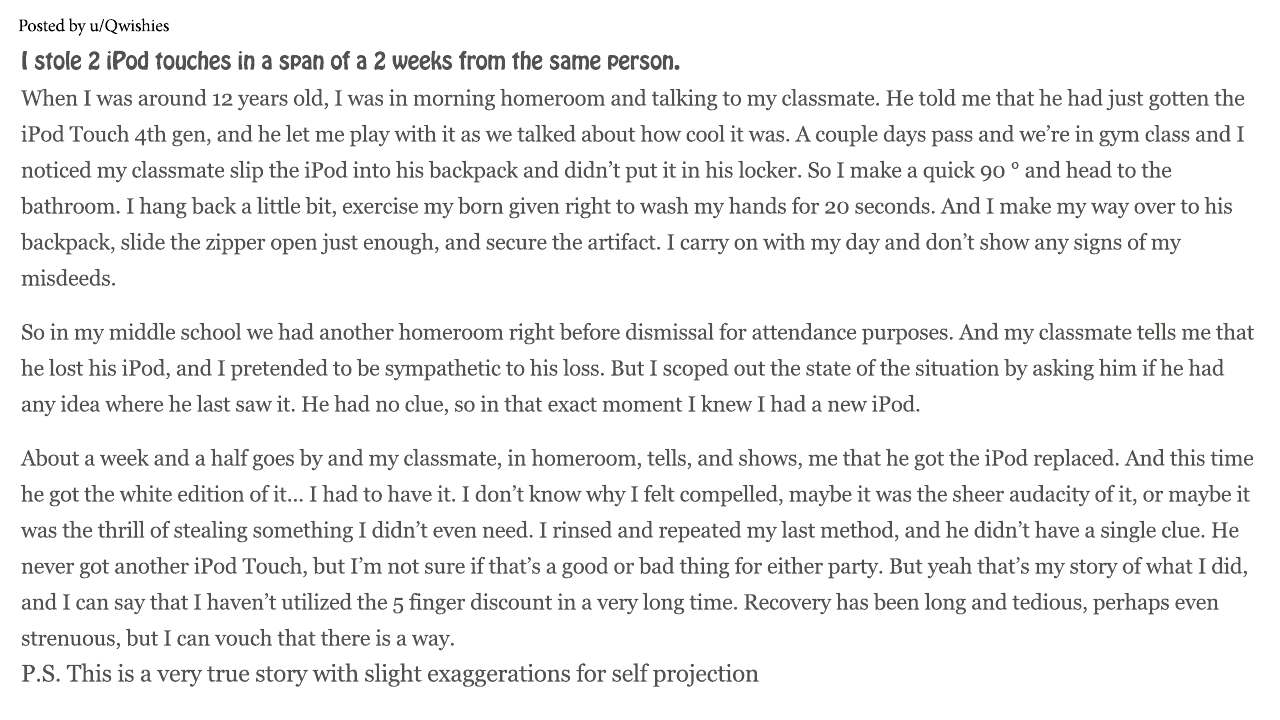 Posted by u/Qwishies
I stole 2 iPod touches in a span of a 2 weeks from the same person.
When I was around 12 years old, I was in morning homeroom and talking to my classmate. He told me that he had just gotten the
iPod Touch 4th gen, and he let me play with it as we talked about how cool it was. A couple days pass and we’re in gym class and I
noticed my classmate slip the iPod into his backpack and didn’t put it in his locker. So I make a quick 90 ° and head to the
bathroom. I hang back a little bit, exercise my born given right to wash my hands for 20 seconds. And I make my way over to his
backpack, slide the zipper open just enough, and secure the artifact. I carry on with my day and don’t show any signs of my
misdeeds.
So in my middle school we had another homeroom right before dismissal for attendance purposes. And my classmate tells me that
he lost his iPod, and I pretended to be sympathetic to his loss. But I scoped out the state of the situation by asking him if he had
any idea where he last saw it. He had no clue, so in that exact moment I knew I had a new iPod.
About a week and a half goes by and my classmate, in homeroom, tells, and shows, me that he got the iPod replaced. And this time
he got the white edition of it... I had to have it. I don’t know why I felt compelled, maybe it was the sheer audacity of it, or maybe it
was the thrill of stealing something I didn’t even need. I rinsed and repeated my last method, and he didn’t have a single clue. He
never got another iPod Touch, but I’m not sure if that’s a good or bad thing for either party. But yeah that’s my story of what I did,
and I can say that I haven’t utilized the 5 finger discount in a very long time. Recovery has been long and tedious, perhaps even
strenuous, but I can vouch that there is a way.
P.S. This is a very true story with slight exaggerations for self projection